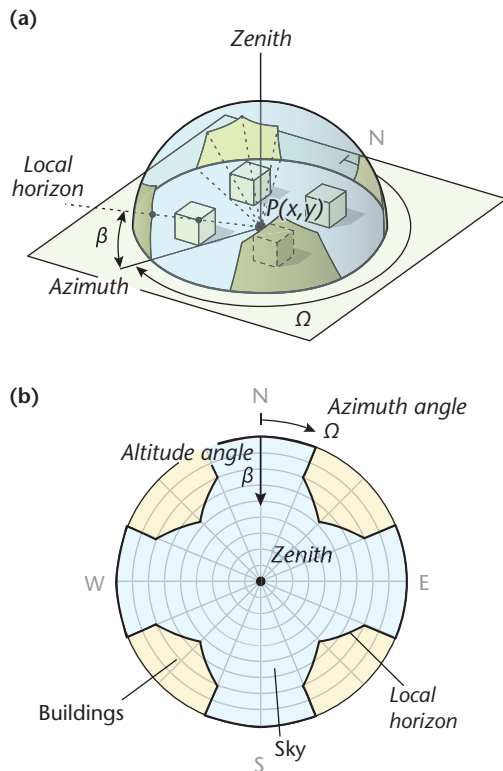 (a)
Zenith
N
Local
horizon
P(x,y)
β
Azimuth
Ω
(b)
N
Azimuth angle
Ω
Altitude angle
β
Zenith
W
E
Buildings
Local
horizon
Sky
S